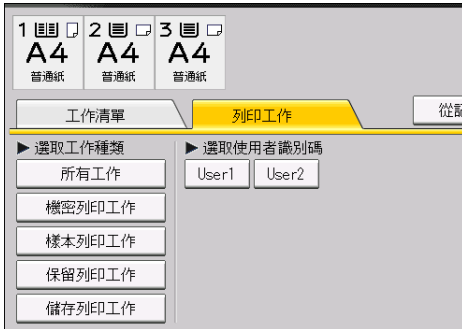 1 2 3
A4 A4 A4
普通紙 普通紙 普通紙
工作清單 列印工作
▶ 選取工作種類 ▶ 選取使用者識別碼
所有工作 User1 User2
機密列印工作
樣本列印工作
保留列印工作
儲存列印工作